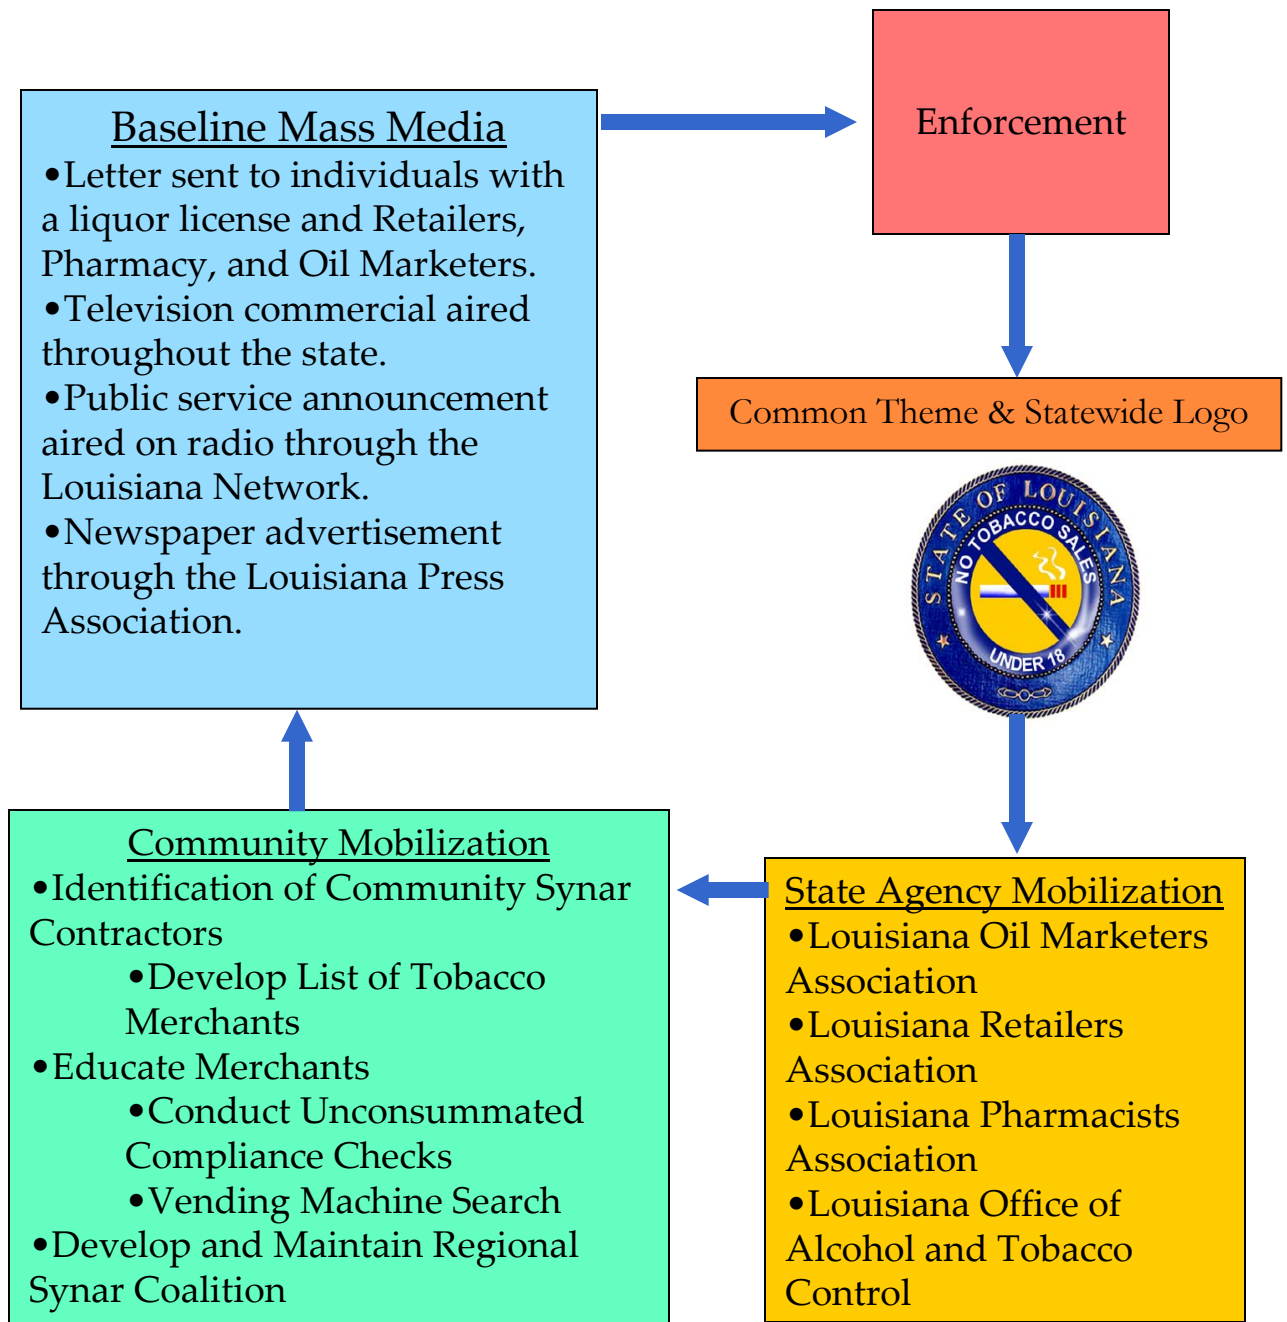 Baseline Mass Media
•Letter sent to individuals with
a liquor license and Retailers,
Pharmacy, and Oil Marketers.
•Television commercial aired
throughout the state.
•Public service announcement
aired on radio through the
Louisiana Network.
•Newspaper advertisement
through the Louisiana Press
Association.
Enforcement
Common Theme & Statewide Logo
STATE OF LOUISIANA
NO TOBACCO SALES
UNDER 18
State Agency Mobilization
•Louisiana Oil Marketers
Association
•Louisiana Retailers
Association
•Louisiana Pharmacists
Association
•Louisiana Office of
Alcohol and Tobacco
Control
Community Mobilization
•Identification of Community Synar
Contractors
•Develop List of Tobacco
Merchants
•Educate Merchants
•Conduct Unconsummated
Compliance Checks
•Vending Machine Search
•Develop and Maintain Regional
Synar Coalition